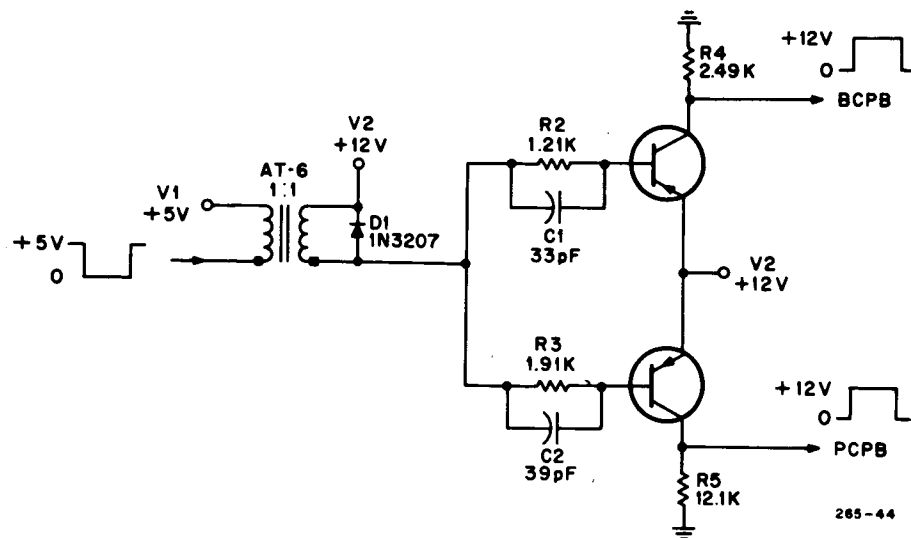 +12V
0
R4
2.49K
BCPB
V2
+12V
R2
1.21K
AT-6
1:1
V1
+5V
D1
1N3207
C1
33pF
+5V
0
V2
+12V
R3
1.91K
+12V
0
C2
39pF
PCPB
R5
12.1K
265-44